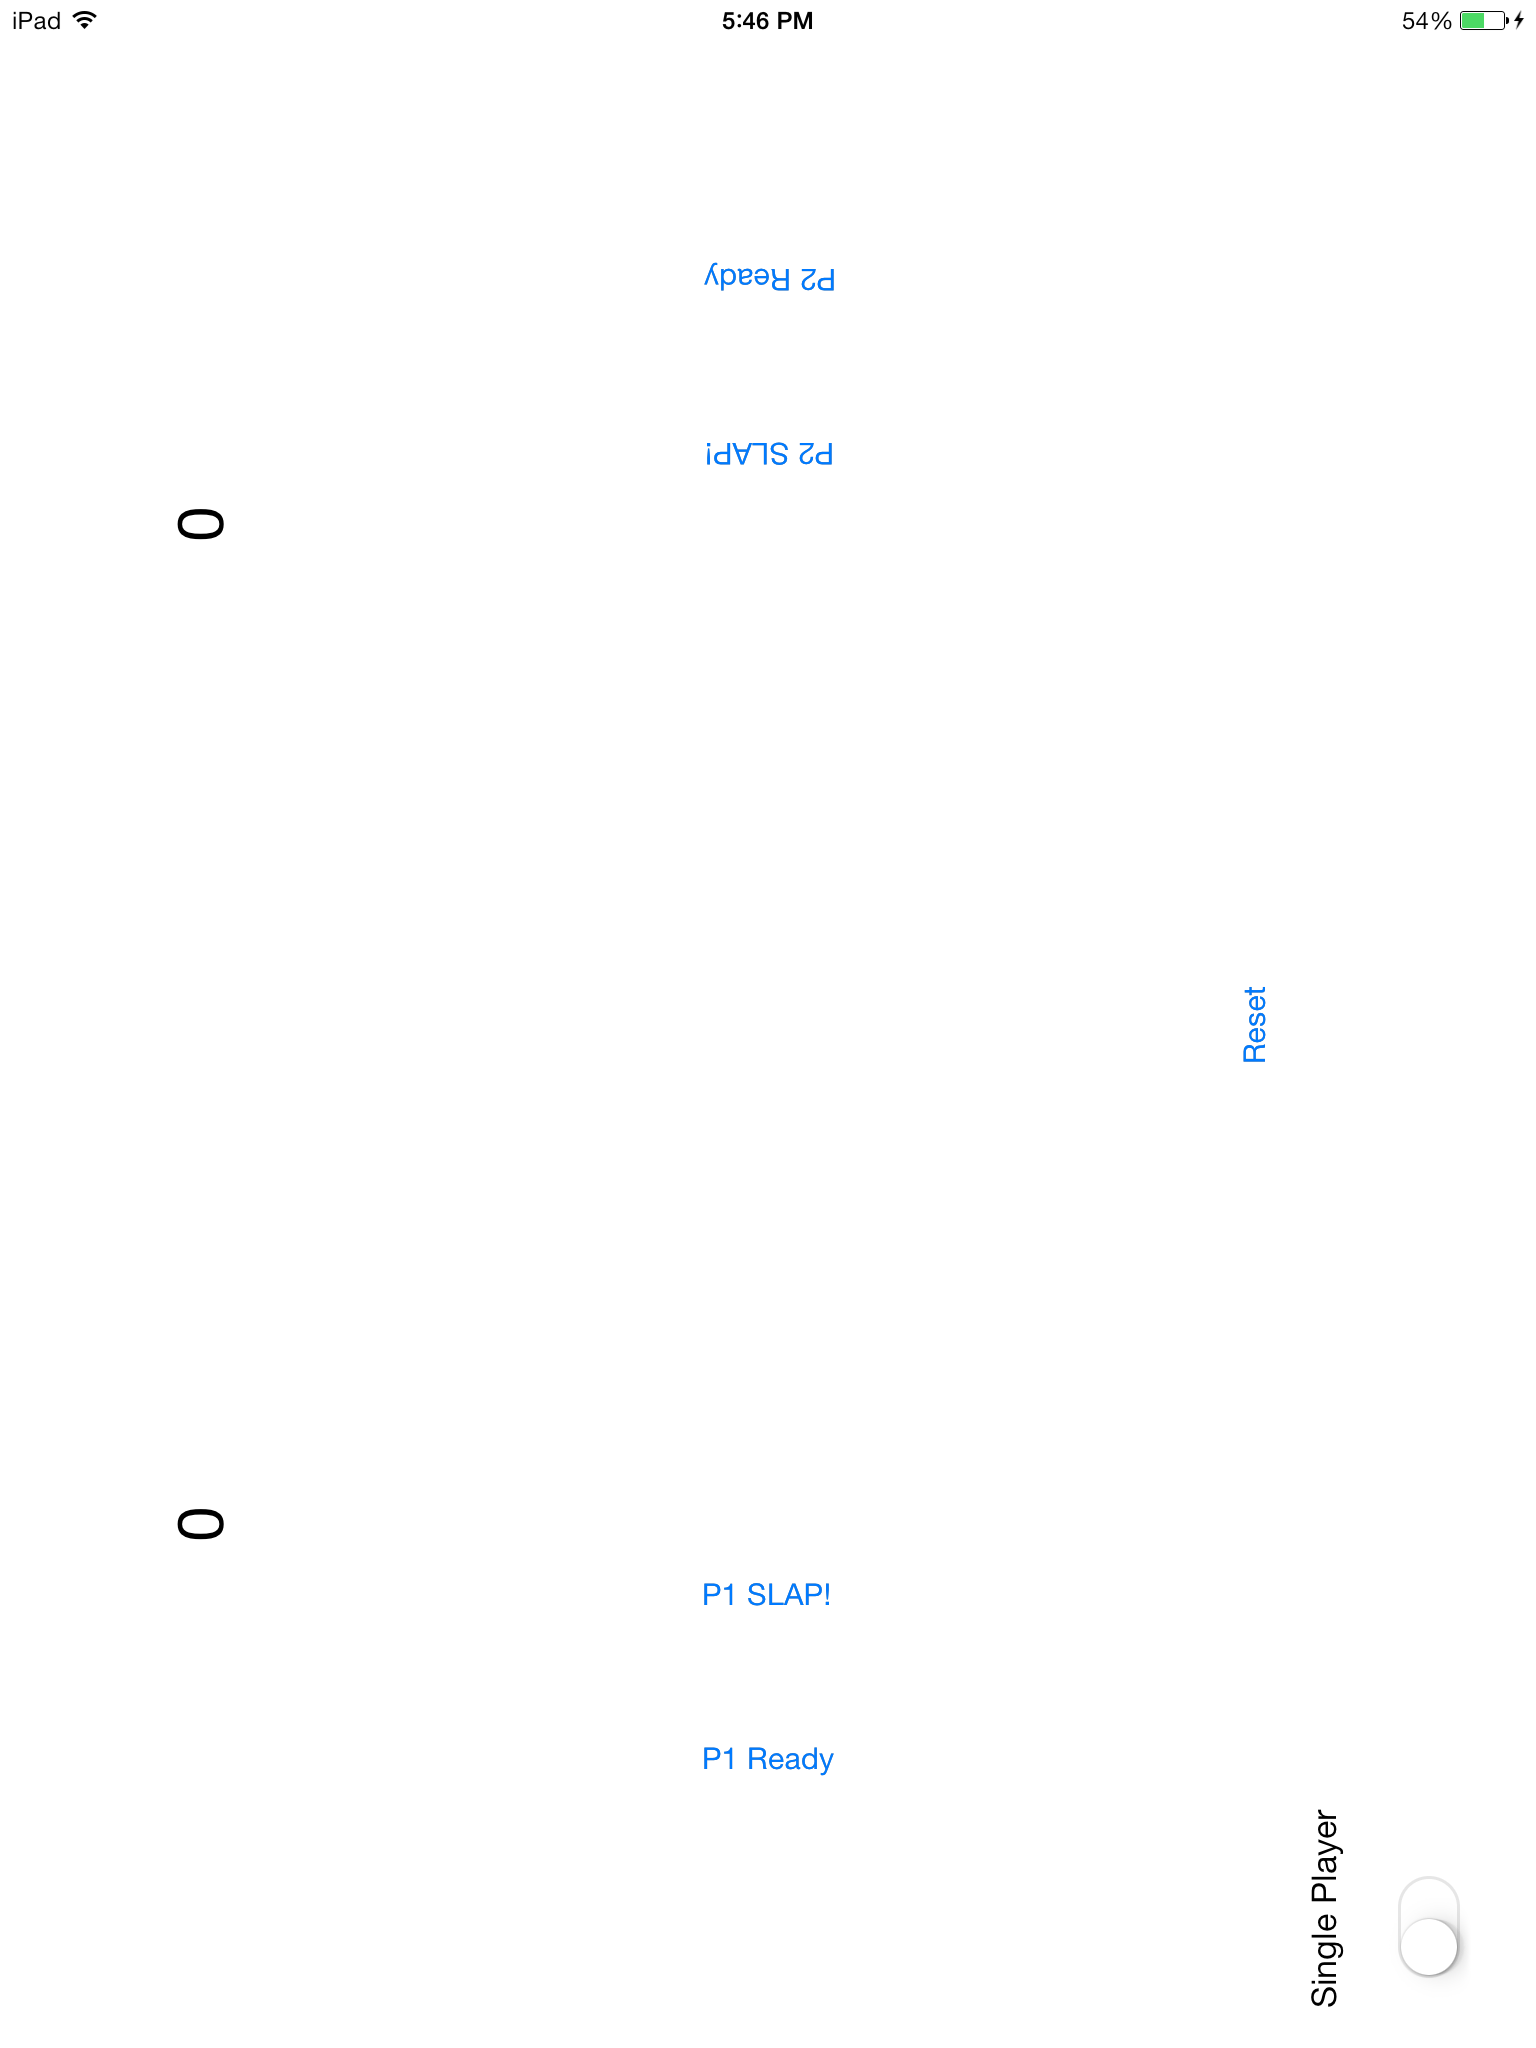 iPad 5:46 PM 54%
P2 Ready
P2 SLAP!
0
Reset
0
P1 SLAP!
P1 Ready
Single Player